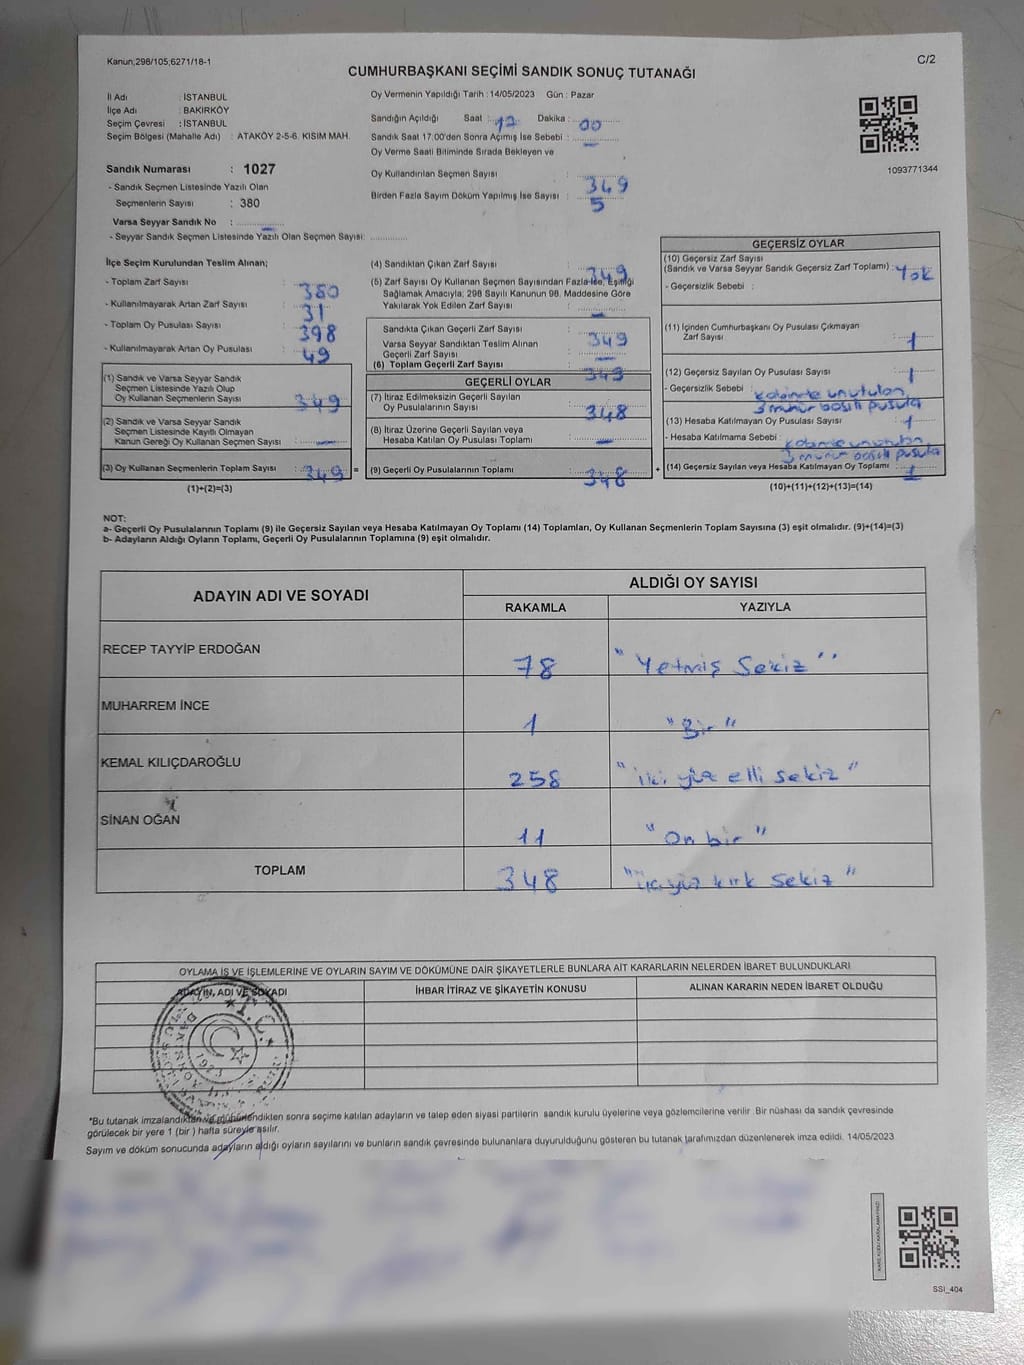 Kanun;298/105;6271/18-1
C/2
CUMHURBAŞKANI SEÇİMİ SANDIK SONUÇ TUTANAĞI
İl Adı : İSTANBUL
İlçe Adı : BAKIRKÖY
Seçim Çevresi : İSTANBUL
Seçim Bölgesi (Mahalle Adı) : ATAKÖY 2-5-6. KISIM MAH.
Sandık Numarası : 1027
- Sandık Seçmen Listesinde Yazılı Olan
Seçmenlerin Sayısı : 380
Varsa Seyyar Sandık No : -
- Seyyar Sandık Seçmen Listesinde Yazılı Olan Seçmen Sayısı:
Oy Vermenin Yapıldığı Tarih : 14/05/2023 Gün : Pazar
Sandığın Açıldığı Saat : 17 Dakika : 00
Sandık Saat 17:00'den Sonra Açılmış İse Sebebi : -
Oy Verme Saati Bitiminde Sırada Bekleyen ve
Oy Kullandırılan Seçmen Sayısı : 349
Birden Fazla Sayım Döküm Yapılmış İse Sayısı : 5
1093771344
İlçe Seçim Kurulundan Teslim Alınan;
- Toplam Zarf Sayısı : 380
- Kullanılmayarak Artan Zarf Sayısı : 31
- Toplam Oy Pusulası Sayısı : 398
- Kullanılmayarak Artan Oy Pusulası : 49
(1) Sandık ve Varsa Seyyar Sandık
Seçmen Listesinde Yazılı Olup
Oy Kullanan Seçmenlerin Sayısı : 349
(2) Sandık ve Varsa Seyyar Sandık
Seçmen Listesinde Kayıtlı Olmayan
Kanun Gereği Oy Kullanan Seçmen Sayısı : -
(3) Oy Kullanan Seçmenlerin Toplam Sayısı : 349 =
(1)+(2)=(3)
(4) Sandıktan Çıkan Zarf Sayısı : 349
(5) Zarf Sayısı Oy Kullanan Seçmen Sayısından Fazla İse, Eşitliği
Sağlamak Amacıyla, 298 Sayılı Kanunun 98. Maddesine Göre
Yakılarak Yok Edilen Zarf Sayısı : -
Sandıkta Çıkan Geçerli Zarf Sayısı : 349
Varsa Seyyar Sandıktan Teslim Alınan
Geçerli Zarf Sayısı : -
(6) Toplam Geçerli Zarf Sayısı : 349
GEÇERLİ OYLAR
(7) İtiraz Edilmeksizin Geçerli Sayılan
Oy Pusulalarının Sayısı : 348
(8) İtiraz Üzerine Geçerli Sayılan veya
Hesaba Katılan Oy Pusulası Toplamı : -
(9) Geçerli Oy Pusulalarının Toplamı : 348 +
GEÇERSİZ OYLAR
(10) Geçersiz Zarf Sayısı
(Sandık ve Varsa Seyyar Sandık Geçersiz Zarf Toplamı) : Yok
- Geçersizlik Sebebi :
(11) İçinden Cumhurbaşkanı Oy Pusulası Çıkmayan
Zarf Sayısı : 1
(12) Geçersiz Sayılan Oy Pusulası Sayısı : 1
- Geçersizlik Sebebi : kabinde unutulan
3 mühür basılı pusula
(13) Hesaba Katılmayan Oy Pusulası Sayısı : 1
- Hesaba Katılmama Sebebi : kabinde unutulan
3 mühür basılı pusula
(14) Geçersiz Sayılan veya Hesaba Katılmayan Oy Toplamı : 1
(10)+(11)+(12)+(13)=(14)
NOT:
a- Geçerli Oy Pusulalarının Toplamı (9) ile Geçersiz Sayılan veya Hesaba Katılmayan Oy Toplamı (14) Toplamları, Oy Kullanan Seçmenlerin Toplam Sayısına (3) eşit olmalıdır. (9)+(14)=(3)
b- Adayların Aldığı Oyların Toplamı, Geçerli Oy Pusulalarının Toplamına (9) eşit olmalıdır.
ADAYIN ADI VE SOYADI ALDIĞI OY SAYISI
RAKAMLA YAZIYLA
RECEP TAYYİP ERDOĞAN 78 "Yetmiş Sekiz"
MUHARREM İNCE 1 "Bir"
KEMAL KILIÇDAROĞLU 258 "İki yüz elli sekiz"
SİNAN OĞAN 11 "On bir"
TOPLAM 348 "Üç yüz kırk sekiz"
OYLAMA İŞ VE İŞLEMLERİNE VE OYLARIN SAYIM VE DÖKÜMÜNE DAİR ŞİKAYETLERLE BUNLARA AİT KARARLARIN NELERDEN İBARET BULUNDUKLARI
ADAYIN, ADI VE SOYADI İHBAR İTİRAZ VE ŞİKAYETİN KONUSU ALINAN KARARIN NEDEN İBARET OLDUĞU
T.C.
1923
*Bu tutanak imzalandıktan ve mühürlendikten sonra seçime katılan adayların ve talep eden siyasi partilerin sandık kurulu üyelerine veya gözlemcilerine verilir. Bir nüshası da sandık çevresinde
görülecek bir yere 1 (bir) hafta süreyle asılır.
Sayım ve döküm sonucunda adayların aldığı oyların sayılarını ve bunların sandık çevresinde bulunanlara duyurulduğunu gösteren bu tutanak tarafımızdan düzenlenerek imza edildi. 14/05/2023
SSİ_404